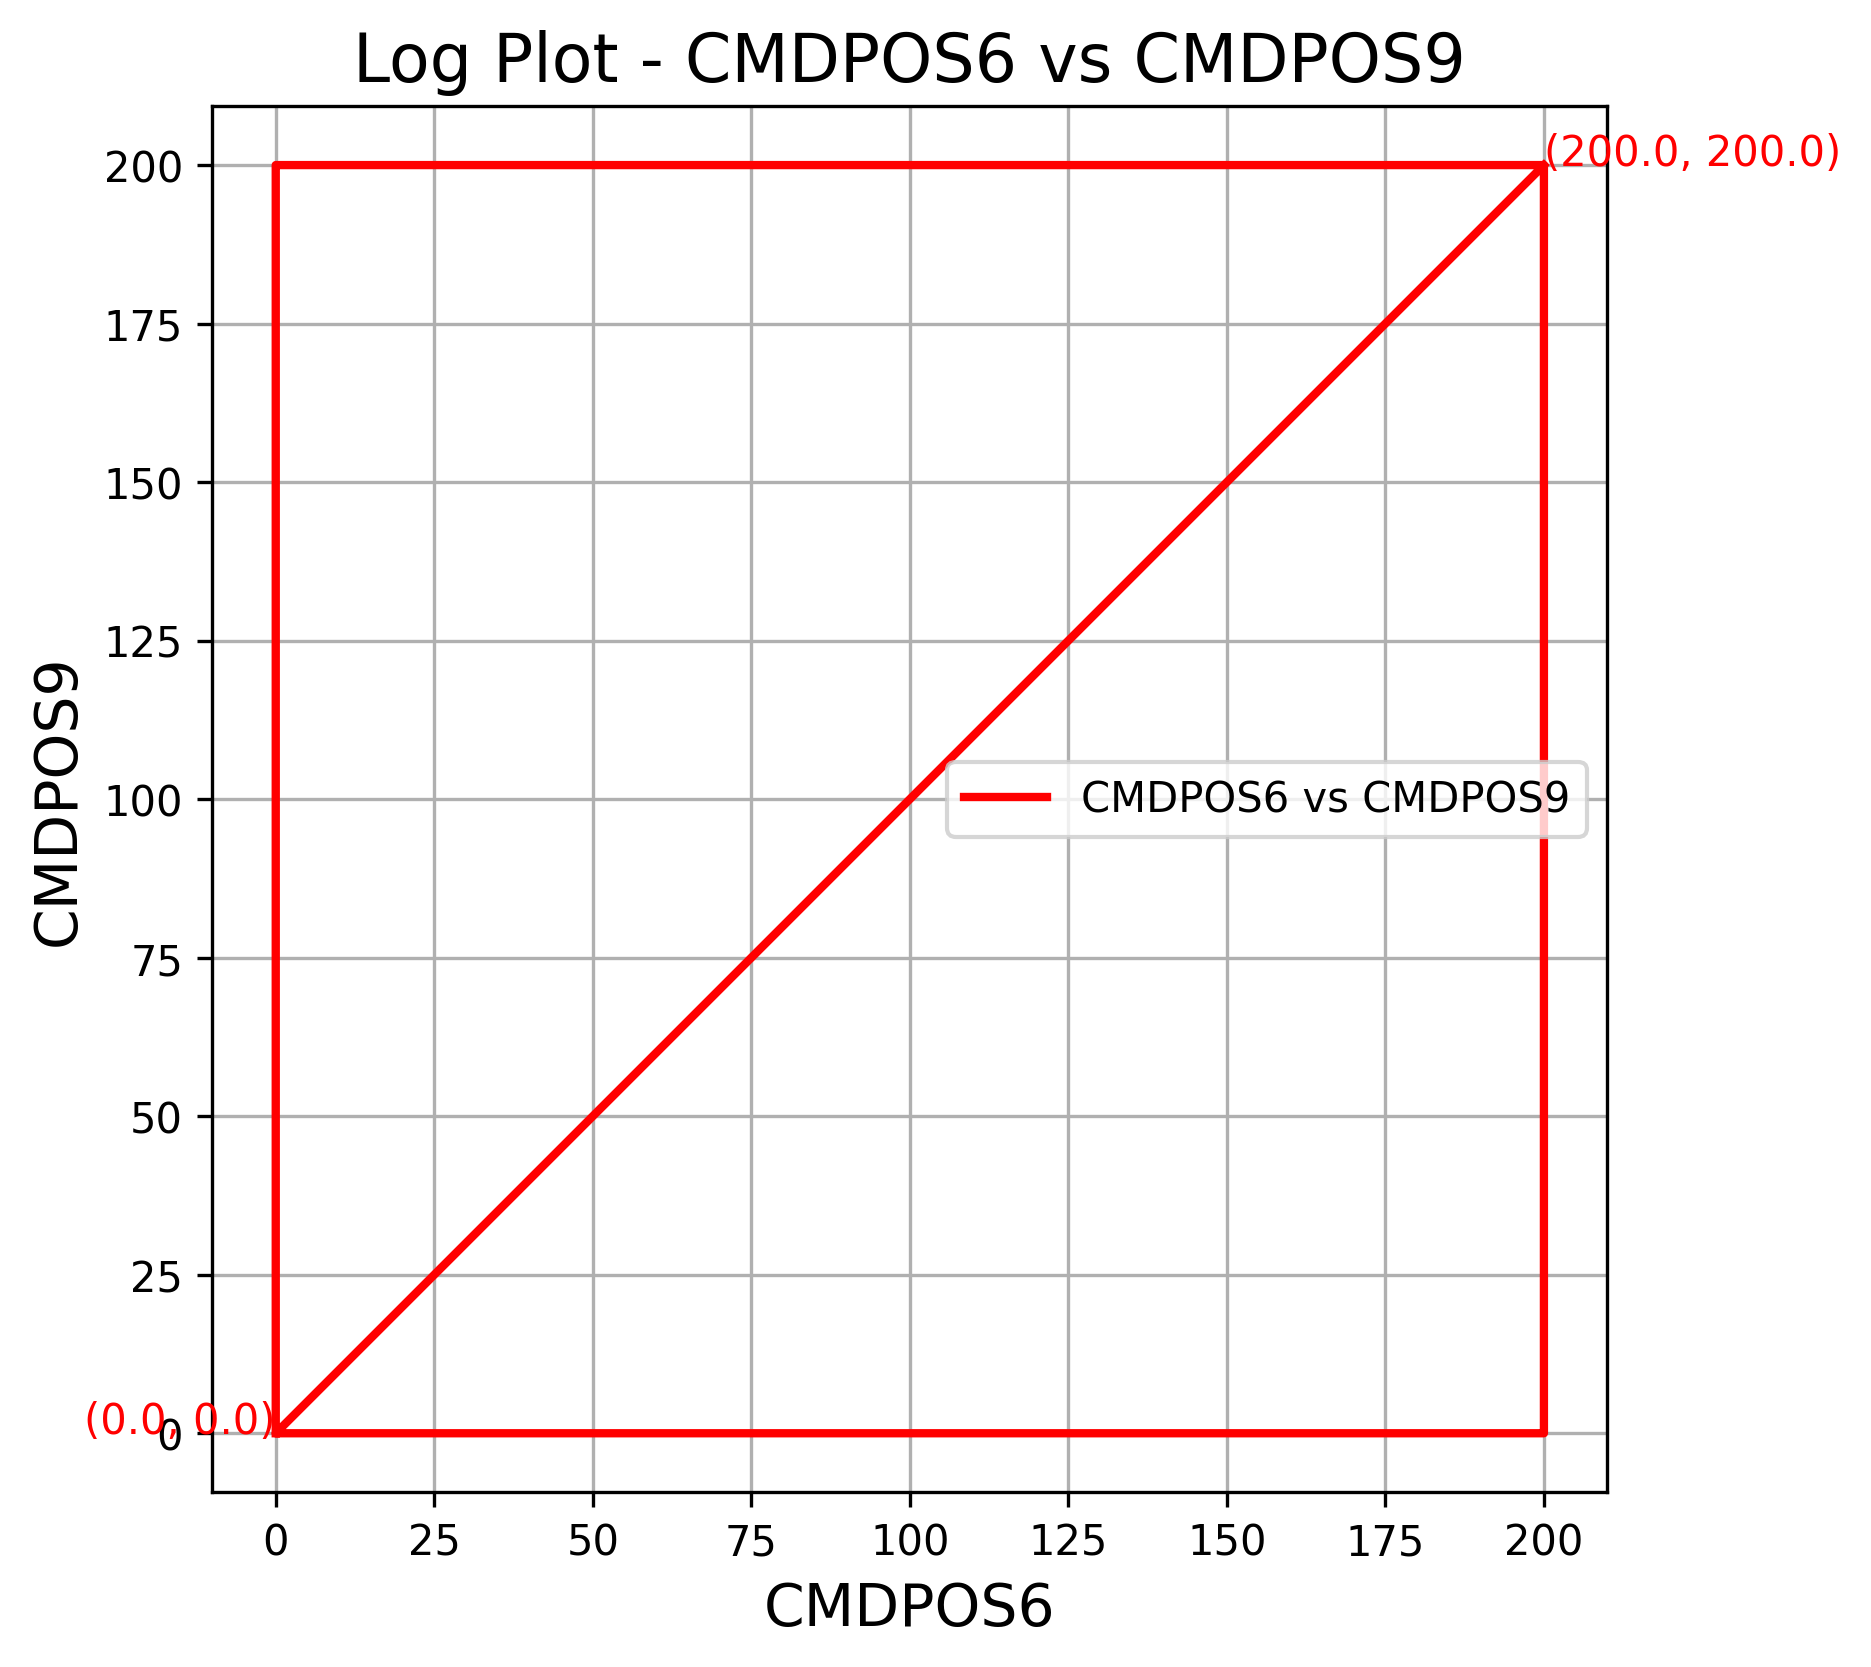 Log Plot - CMDPOS6 vs CMDPOS9
(200.0, 200.0)
200
175
150
125
100
75
50
25
0
CMDPOS9
CMDPOS6 vs CMDPOS9
(0.0, 0.0)
0 25 50 75 100 125 150 175 200
CMDPOS6